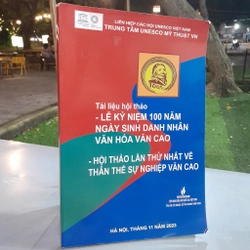 LIÊN HIỆP CÁC HỘI UNESCO VIỆT NAM
TRUNG TÂM UNESCO MỸ THUẬT VN
Tài liệu hội thảo
- LỄ KỶ NIỆM 100 NĂM
NGÀY SINH DANH NHÂN
VĂN HÓA VĂN CAO
- HỘI THẢO LẦN THỨ NHẤT VỀ
THÂN THẾ SỰ NGHIỆP VĂN CAO
HÀ NỘI, THÁNG 11 NĂM 2023